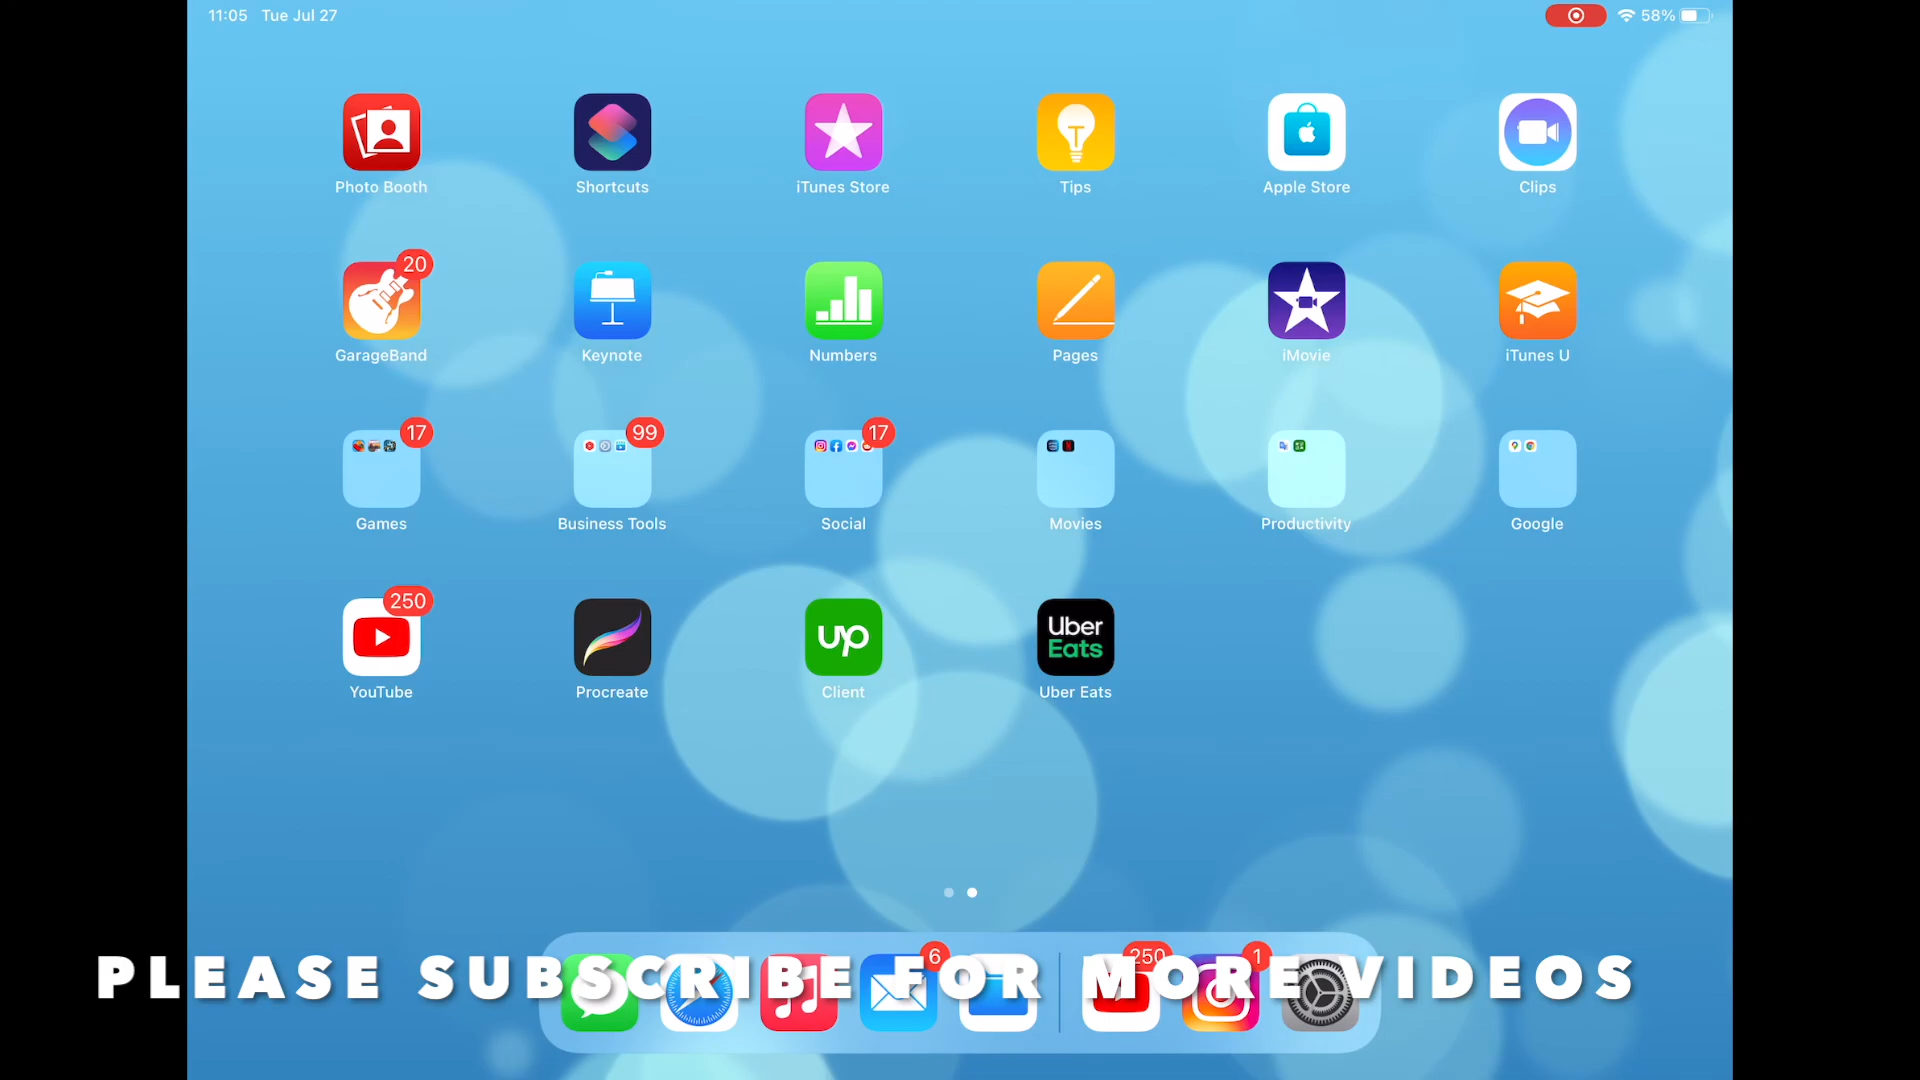 11:05 Tue Jul 27 58%
Photo Booth Shortcuts iTunes Store Tips Apple Store Clips
20
GarageBand Keynote Numbers Pages iMovie iTunes U
17 99 17
Games Business Tools Social Movies Productivity Google
250
up Uber Eats
YouTube Procreate Client Uber Eats
6 250 1
PLEASE SUBSCRIBE FOR MORE VIDEOS